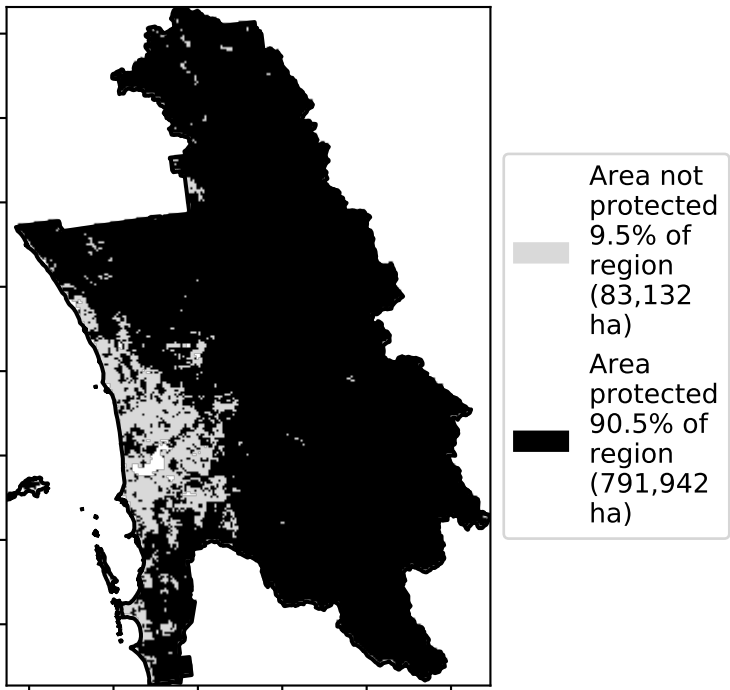 Area not
protected
9.5% of
region
(83,132
ha)
Area
protected
90.5% of
region
(791,942
ha)